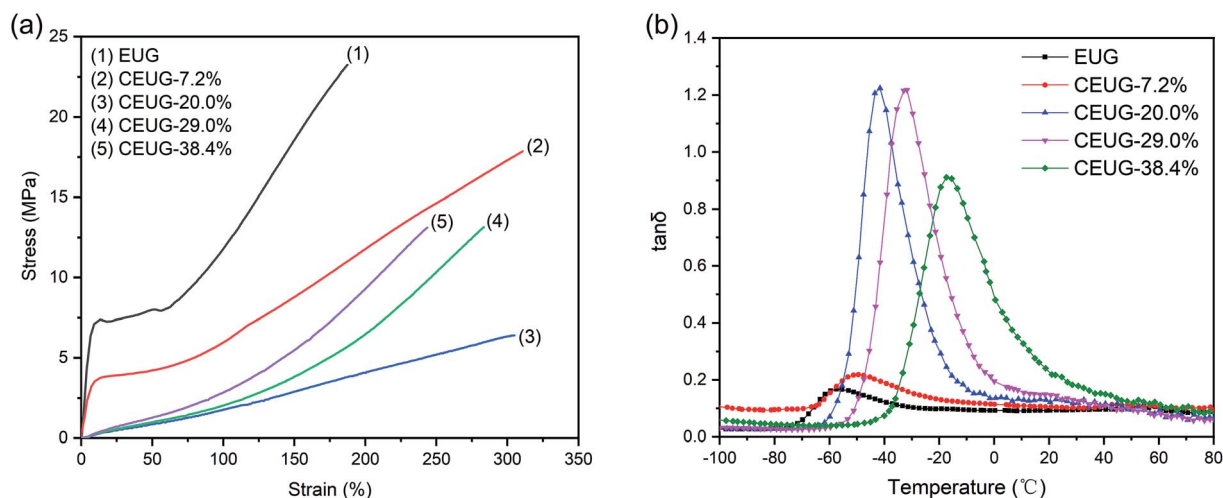 (a)
(1) EUG
(2) CEUG-7.2%
(3) CEUG-20.0%
(4) CEUG-29.0%
(5) CEUG-38.4%
(1)
(2)
(5)
(4)
(3)
25
20
15
10
5
0
Stress (MPa)
0 50 100 150 200 250 300 350
Strain (%)
(b)
EUG
CEUG-7.2%
CEUG-20.0%
CEUG-29.0%
CEUG-38.4%
1.4
1.2
1.0
0.8
0.6
0.4
0.2
0.0
tanδ
-100 -80 -60 -40 -20 0 20 40 60 80
Temperature (℃)